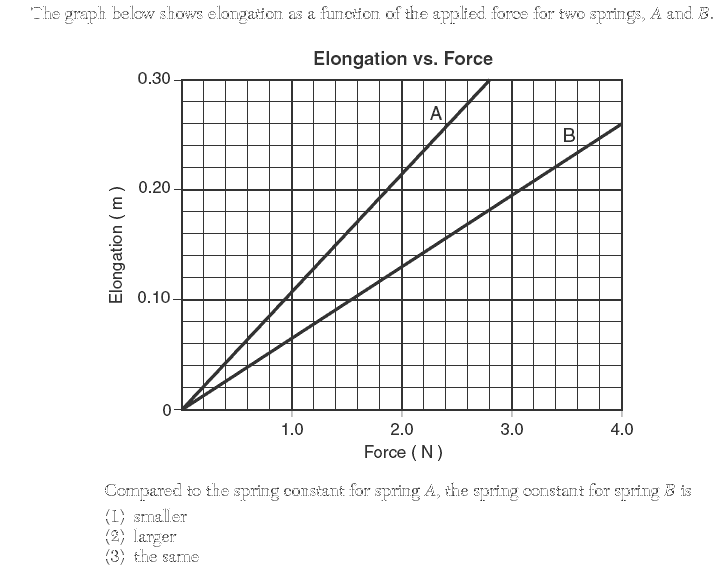 The graph below shows elongation as a function of the applied force for two springs, A and B.
Elongation vs. Force
0.30
A
B
0.20
Elongation ( m )
0.10
0
1.0 2.0 3.0 4.0
Force ( N )
Compared to the spring constant for spring A, the spring constant for spring B is
(1) smaller
(2) larger
(3) the same